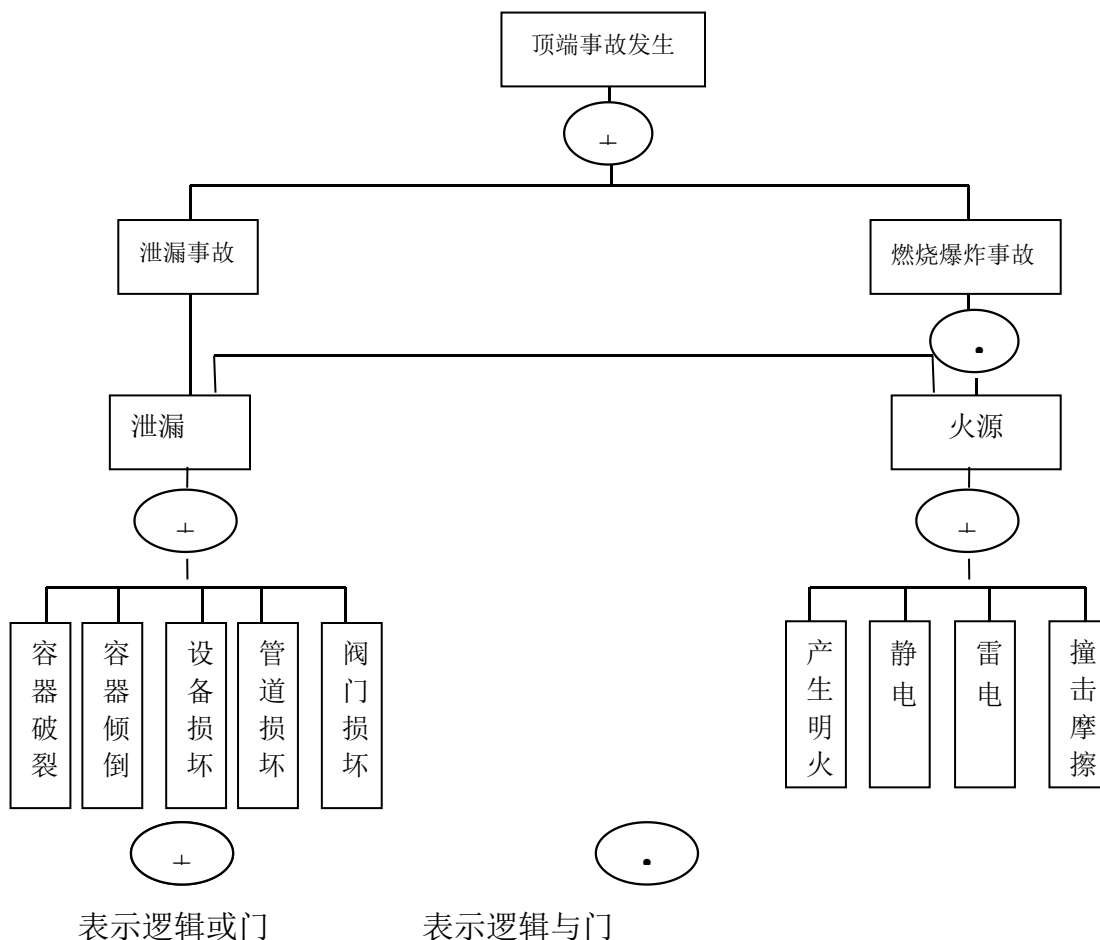 顶端事故发生
+
泄漏事故
燃烧爆炸事故
·
泄漏
火源
+
+
容器破裂
容器倾倒
设备损坏
管道损坏
阀门损坏
产生明火
静电
雷电
撞击摩擦
+
·
表示逻辑或门
表示逻辑与门